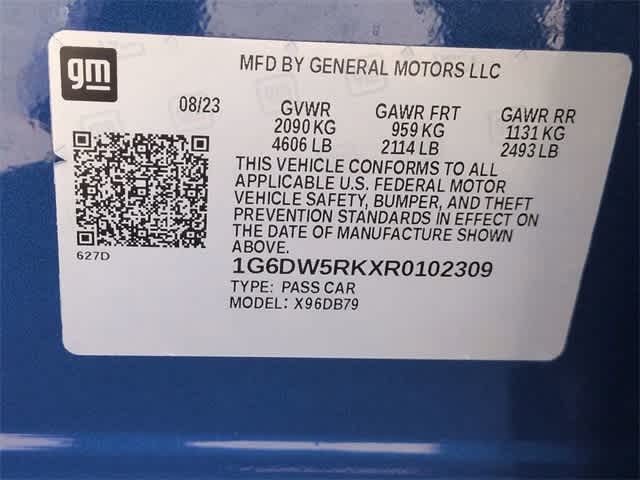 gm
MFD BY GENERAL MOTORS LLC
08/23
GVWR GAWR FRT GAWR RR
2090 KG 959 KG 1131 KG
4606 LB 2114 LB 2493 LB
THIS VEHICLE CONFORMS TO ALL
APPLICABLE U.S. FEDERAL MOTOR
VEHICLE SAFETY, BUMPER, AND THEFT
PREVENTION STANDARDS IN EFFECT ON
THE DATE OF MANUFACTURE SHOWN
ABOVE.
627D
1G6DW5RKXR0102309
TYPE: PASS CAR
MODEL: X96DB79